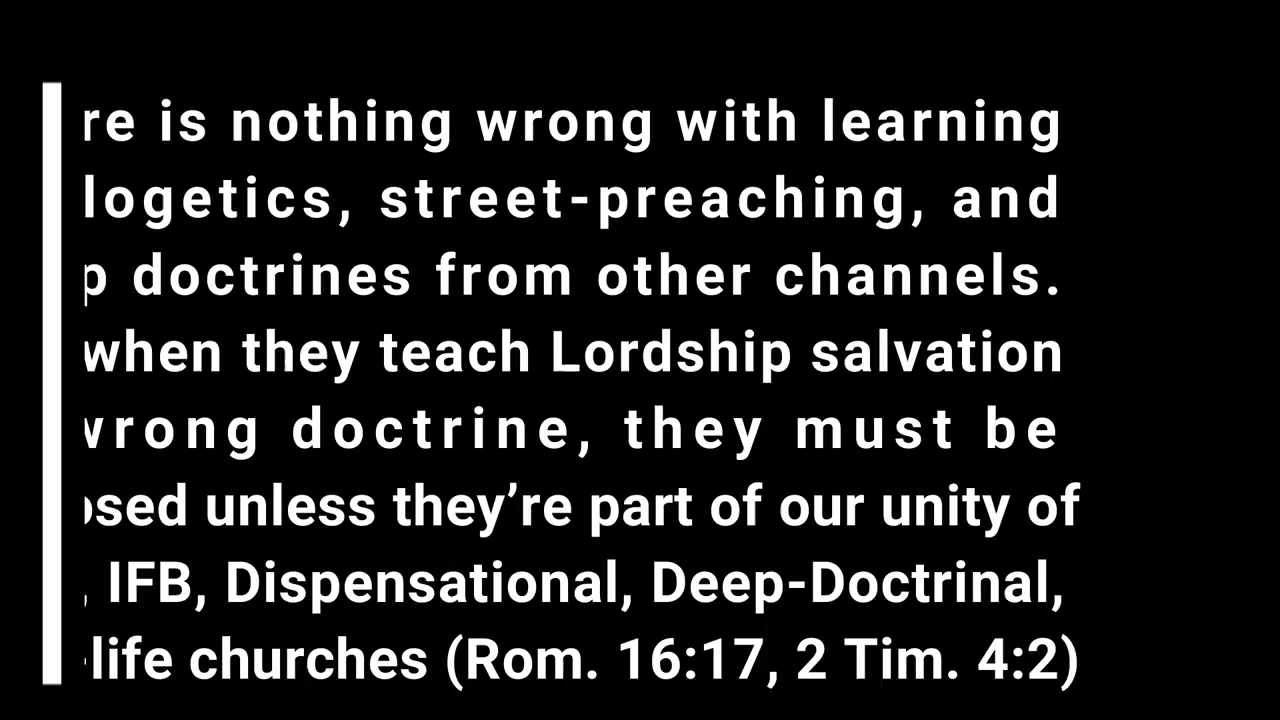 re is nothing wrong with learning
logetics, street-preaching, and
p doctrines from other channels.
when they teach Lordship salvation
wrong doctrine, they must be
osed unless they’re part of our unity of
, IFB, Dispensational, Deep-Doctrinal,
-life churches (Rom. 16:17, 2 Tim. 4:2)